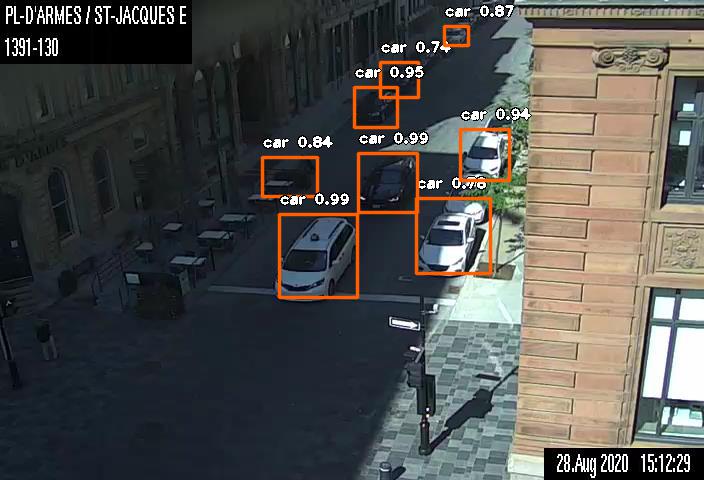 PL-D'ARMES / ST-JACQUES E
1391-130
car 0.87
car 0.74
car 0.95
car 0.94
car 0.99
car 0.84
car 0.78
car 0.99
28.Aug 2020 15:12:29